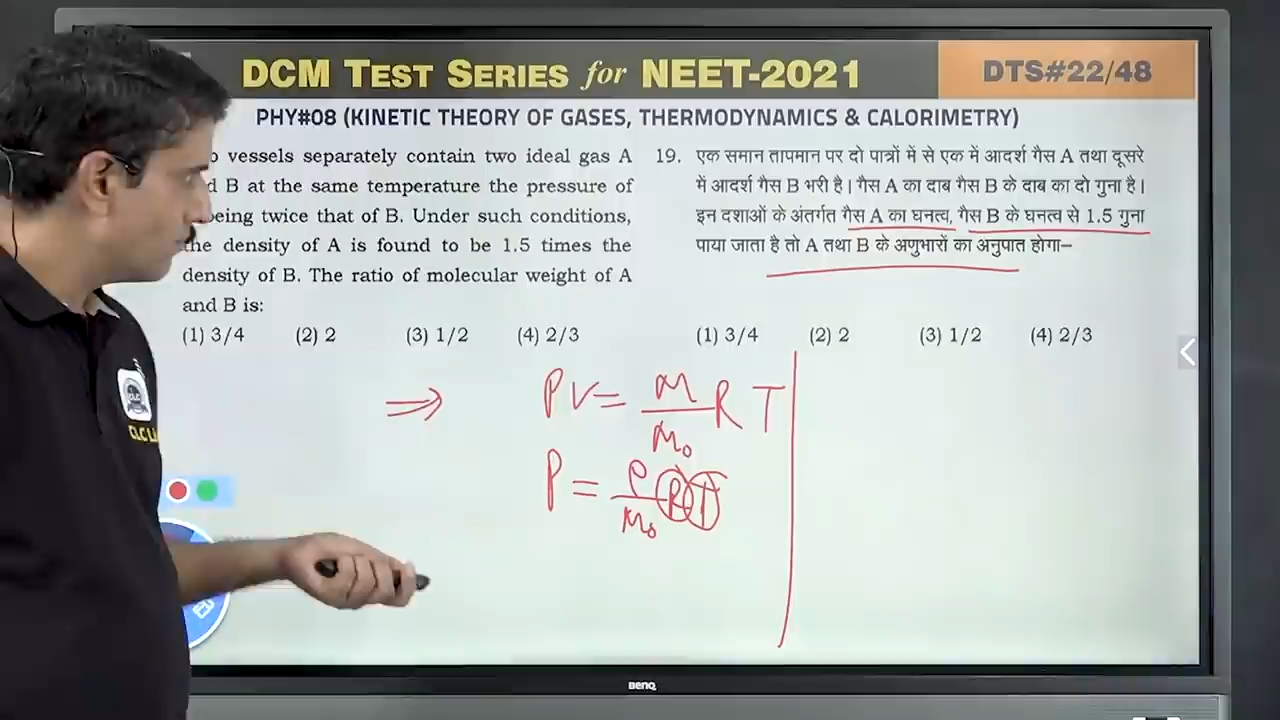 DCM TEST SERIES for NEET-2021
DTS#22/48
PHY#08 (KINETIC THEORY OF GASES, THERMODYNAMICS & CALORIMETRY)
vessels separately contain two ideal gas A
B at the same temperature the pressure of
being twice that of B. Under such conditions,
the density of A is found to be 1.5 times the
density of B. The ratio of molecular weight of A
and B is:
(1) 3/4 (2) 2 (3) 1/2 (4) 2/3
19. एक समान तापमान पर दो पात्रों में से एक में आदर्श गैस A तथा दूसरे
में आदर्श गैस B भरी है। गैस A का दाब गैस B के दाब का दो गुना है।
इन दशाओं के अंतर्गत गैस A का घनत्व, गैस B के घनत्व से 1.5 गुना
पाया जाता है तो A तथा B के अणुभारों का अनुपात होगा–
(1) 3/4 (2) 2 (3) 1/2 (4) 2/3
⇒ PV = m/M₀ R T
P = ρ/M₀ RT
BENQ